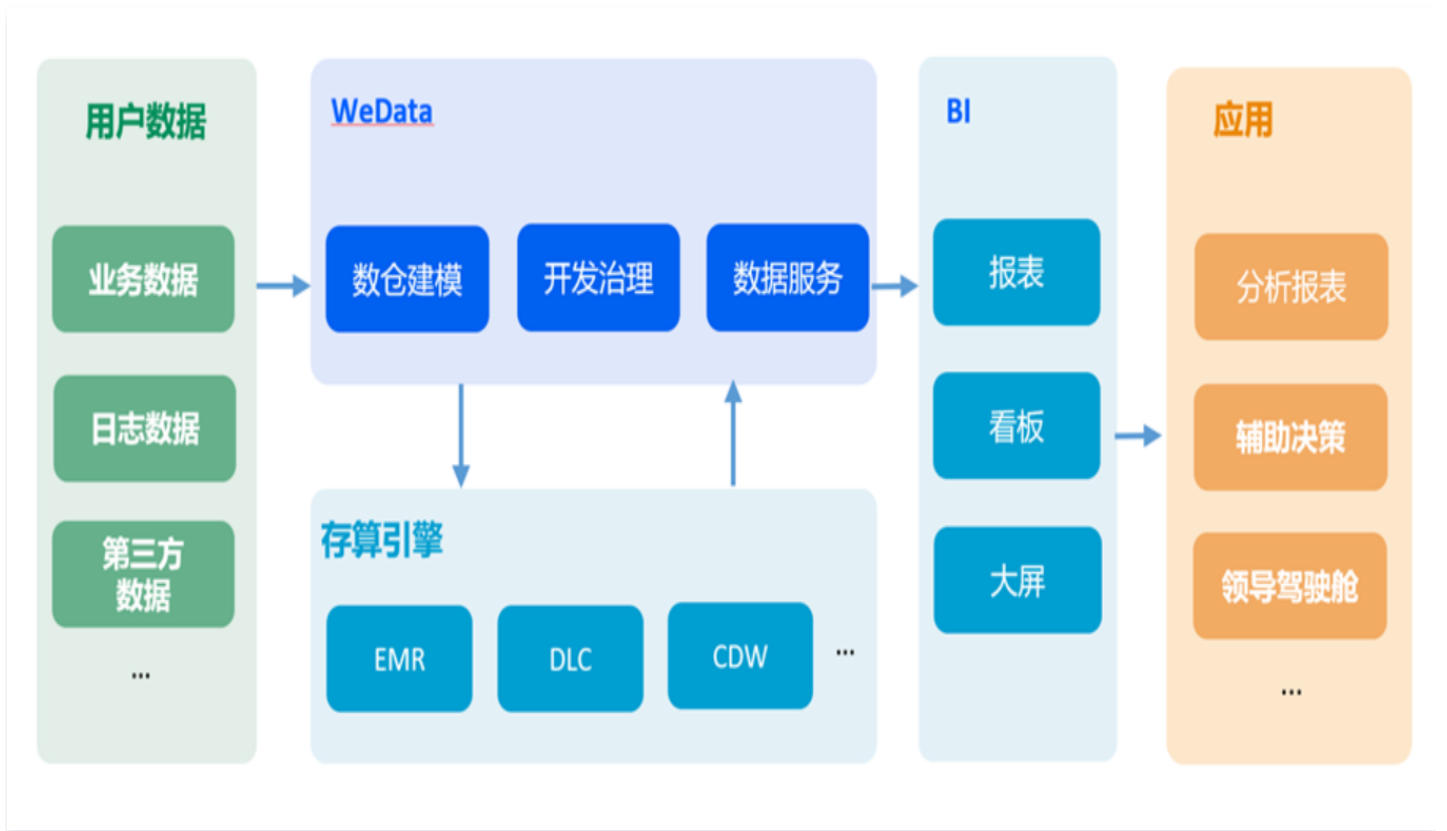 用户数据
业务数据
日志数据
第三方
数据
...
WeData
数仓建模
开发治理
数据服务
存算引擎
EMR
DLC
CDW
...
BI
报表
看板
大屏
应用
分析报表
辅助决策
领导驾驶舱
...